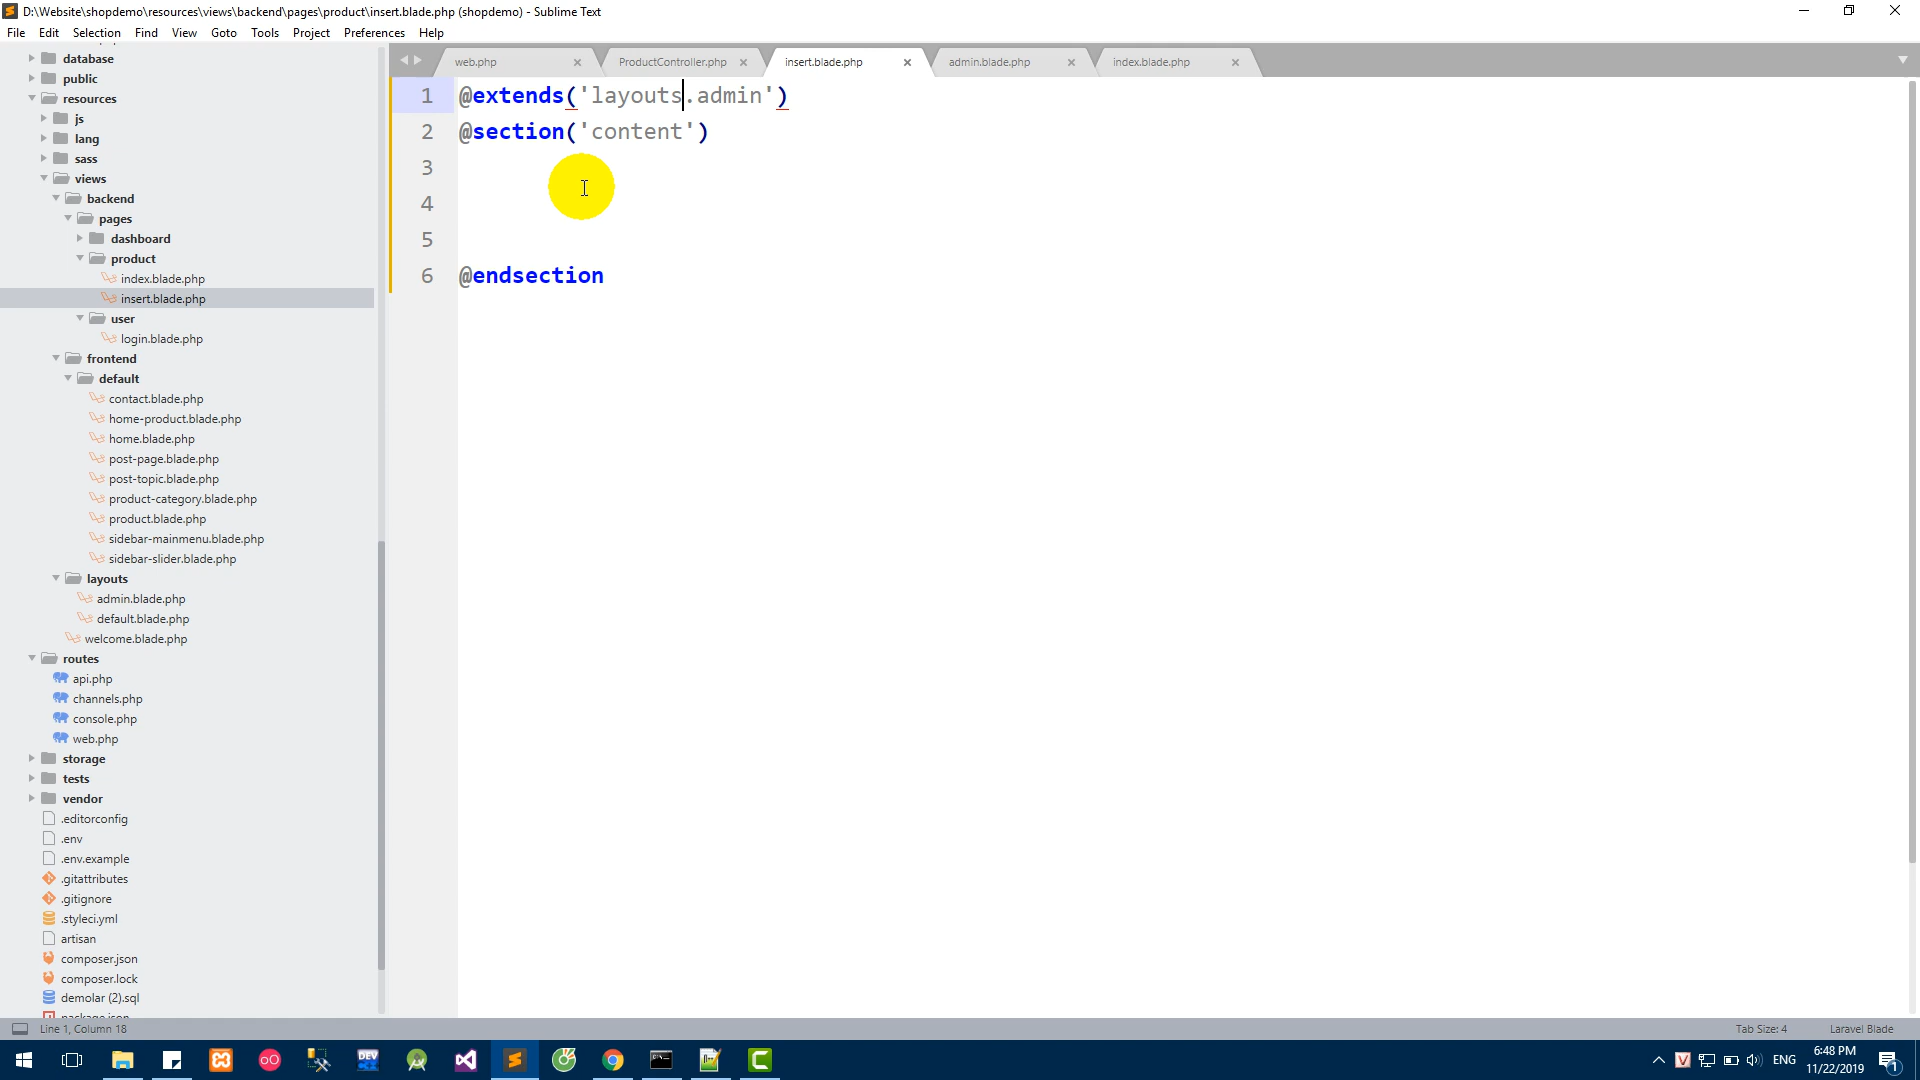 D:\Website\shopdemo\resources\views\backend\pages\product\insert.blade.php (shopdemo) - Sublime Text
File Edit Selection Find View Goto Tools Project Preferences Help
web.php ProductController.php insert.blade.php admin.blade.php index.blade.php
database
public
resources
js
lang
sass
views
backend
pages
dashboard
product
index.blade.php
insert.blade.php
user
login.blade.php
frontend
default
contact.blade.php
home-product.blade.php
home.blade.php
post-page.blade.php
post-topic.blade.php
product-category.blade.php
product.blade.php
sidebar-mainmenu.blade.php
sidebar-slider.blade.php
layouts
admin.blade.php
default.blade.php
welcome.blade.php
routes
api.php
channels.php
console.php
web.php
storage
tests
vendor
.editorconfig
.env
.env.example
.gitattributes
.gitignore
.styleci.yml
artisan
composer.json
composer.lock
demolar (2).sql
package.json
1 @extends('layouts.admin')
2 @section('content')
3
4
5
6 @endsection
Line 1, Column 18 Tab Size: 4 Laravel Blade
DEV
V ENG 6:48 PM
11/22/2019 1